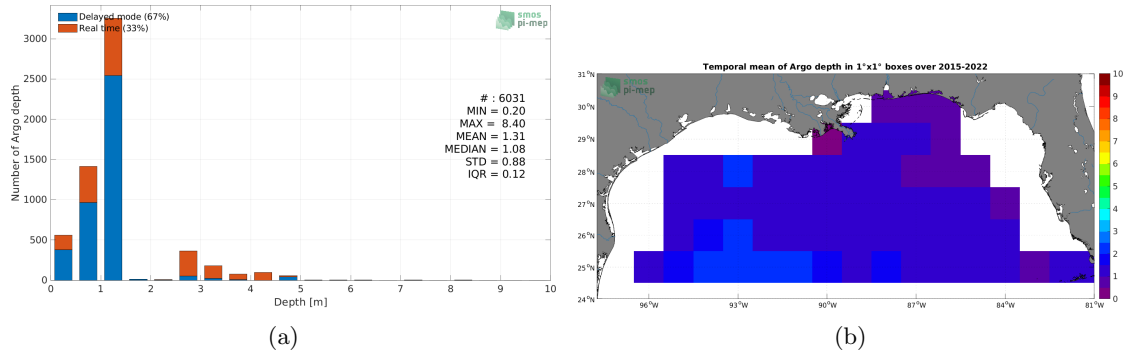 Delayed mode (67%)
Real time (33%)
smos
pi-mep
Number of Argo depth
3000
2500
2000
1500
1000
500
0
# : 6031
MIN = 0.20
MAX = 8.40
MEAN = 1.31
MEDIAN = 1.08
STD = 0.88
IQR = 0.12
0 1 2 3 4 5 6 7 8 9 10
Depth [m]
(a)
Temporal mean of Argo depth in 1°x1° boxes over 2015-2022
smos
pi-mep
31°N
30°N
29°N
28°N
27°N
26°N
25°N
24°N
96°W 93°W 90°W 87°W 84°W 81°W
10
9
8
7
6
5
4
3
2
1
0
(b)